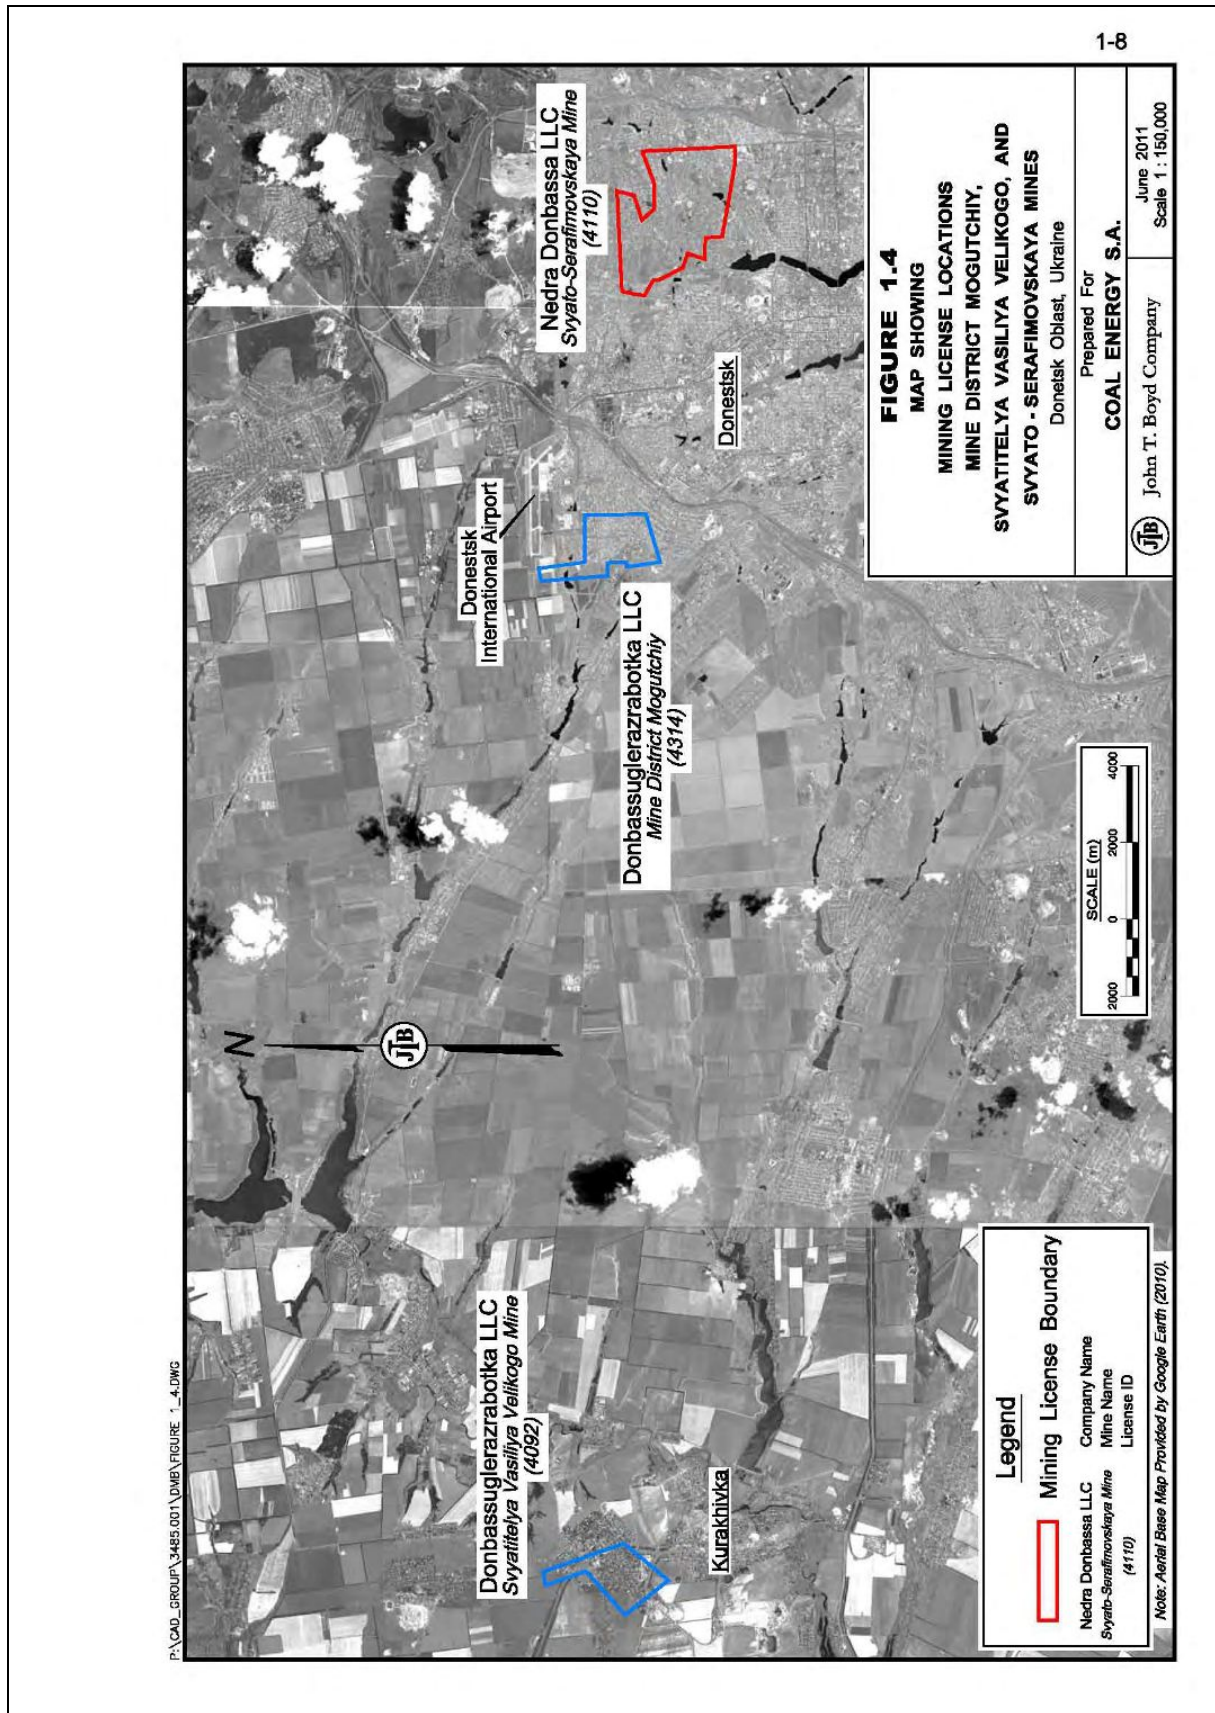 1-8
P:\CAD_GROUP\3485.001\DMB\FIGURE 1_4.DWG
N
JTB
Donbassuglerazrabotka LLC
Svyatitelya Vasiliya Velikogo Mine
(4092)
Kurakhivka
Donestsk
International Airport
Donbassuglerazrabotka LLC
Mine District Mogutchiy
(4314)
Nedra Donbassa LLC
Svyato-Serafimovskaya Mine
(4110)
Donestsk
Legend
Mining License Boundary
Nedra Donbassa LLC Company Name
Svyato-Serafimovskaya Mine Mine Name
(4110) License ID
Note: Aerial Base Map Provided by Google Earth (2010).
SCALE (m)
2000 0 2000 4000
FIGURE 1.4
MAP SHOWING
MINING LICENSE LOCATIONS
MINE DISTRICT MOGUTCHIY,
SVYATITELYA VASILIYA VELIKOGO, AND
SVYATO - SERAFIMOVSKAYA MINES
Donetsk Oblast, Ukraine
Prepared For
COAL ENERGY S.A.
JTB John T. Boyd Company
June 2011
Scale 1 : 150,000